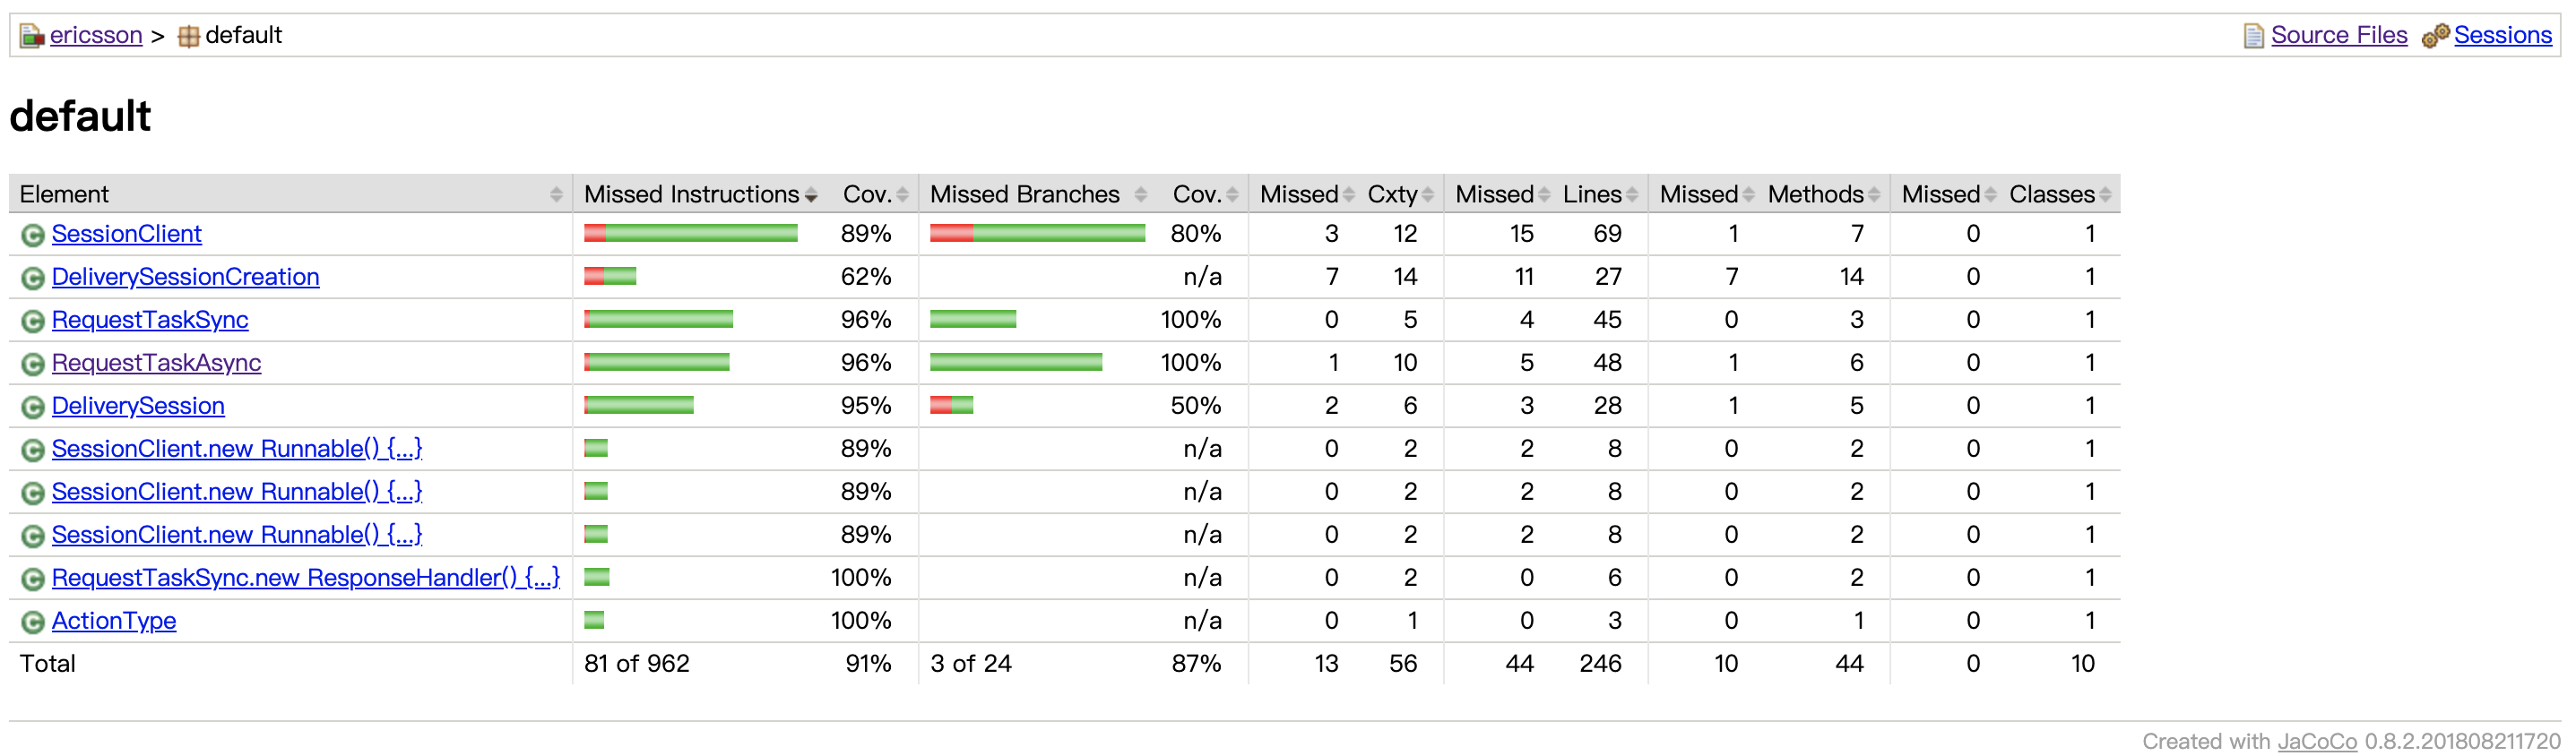 ericsson > default Source Files Sessions
default
Element Missed Instructions Cov. Missed Branches Cov. Missed Cxty Missed Lines Missed Methods Missed Classes
SessionClient 89% 80% 3 12 15 69 1 7 0 1
DeliverySessionCreation 62% n/a 7 14 11 27 7 14 0 1
RequestTaskSync 96% 100% 0 5 4 45 0 3 0 1
RequestTaskAsync 96% 100% 1 10 5 48 1 6 0 1
DeliverySession 95% 50% 2 6 3 28 1 5 0 1
SessionClient.new Runnable() {...} 89% n/a 0 2 2 8 0 2 0 1
SessionClient.new Runnable() {...} 89% n/a 0 2 2 8 0 2 0 1
SessionClient.new Runnable() {...} 89% n/a 0 2 2 8 0 2 0 1
RequestTaskSync.new ResponseHandler() {...} 100% n/a 0 2 0 6 0 2 0 1
ActionType 100% n/a 0 1 0 3 0 1 0 1
Total 81 of 962 91% 3 of 24 87% 13 56 44 246 10 44 0 10
Created with JaCoCo 0.8.2.201808211720